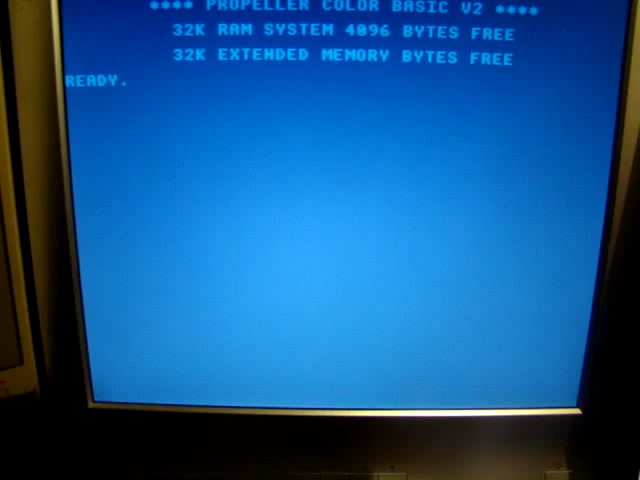 **** PROPELLER COLOR BASIC V2 ****
32K RAM SYSTEM 4096 BYTES FREE
32K EXTENDED MEMORY BYTES FREE
READY.